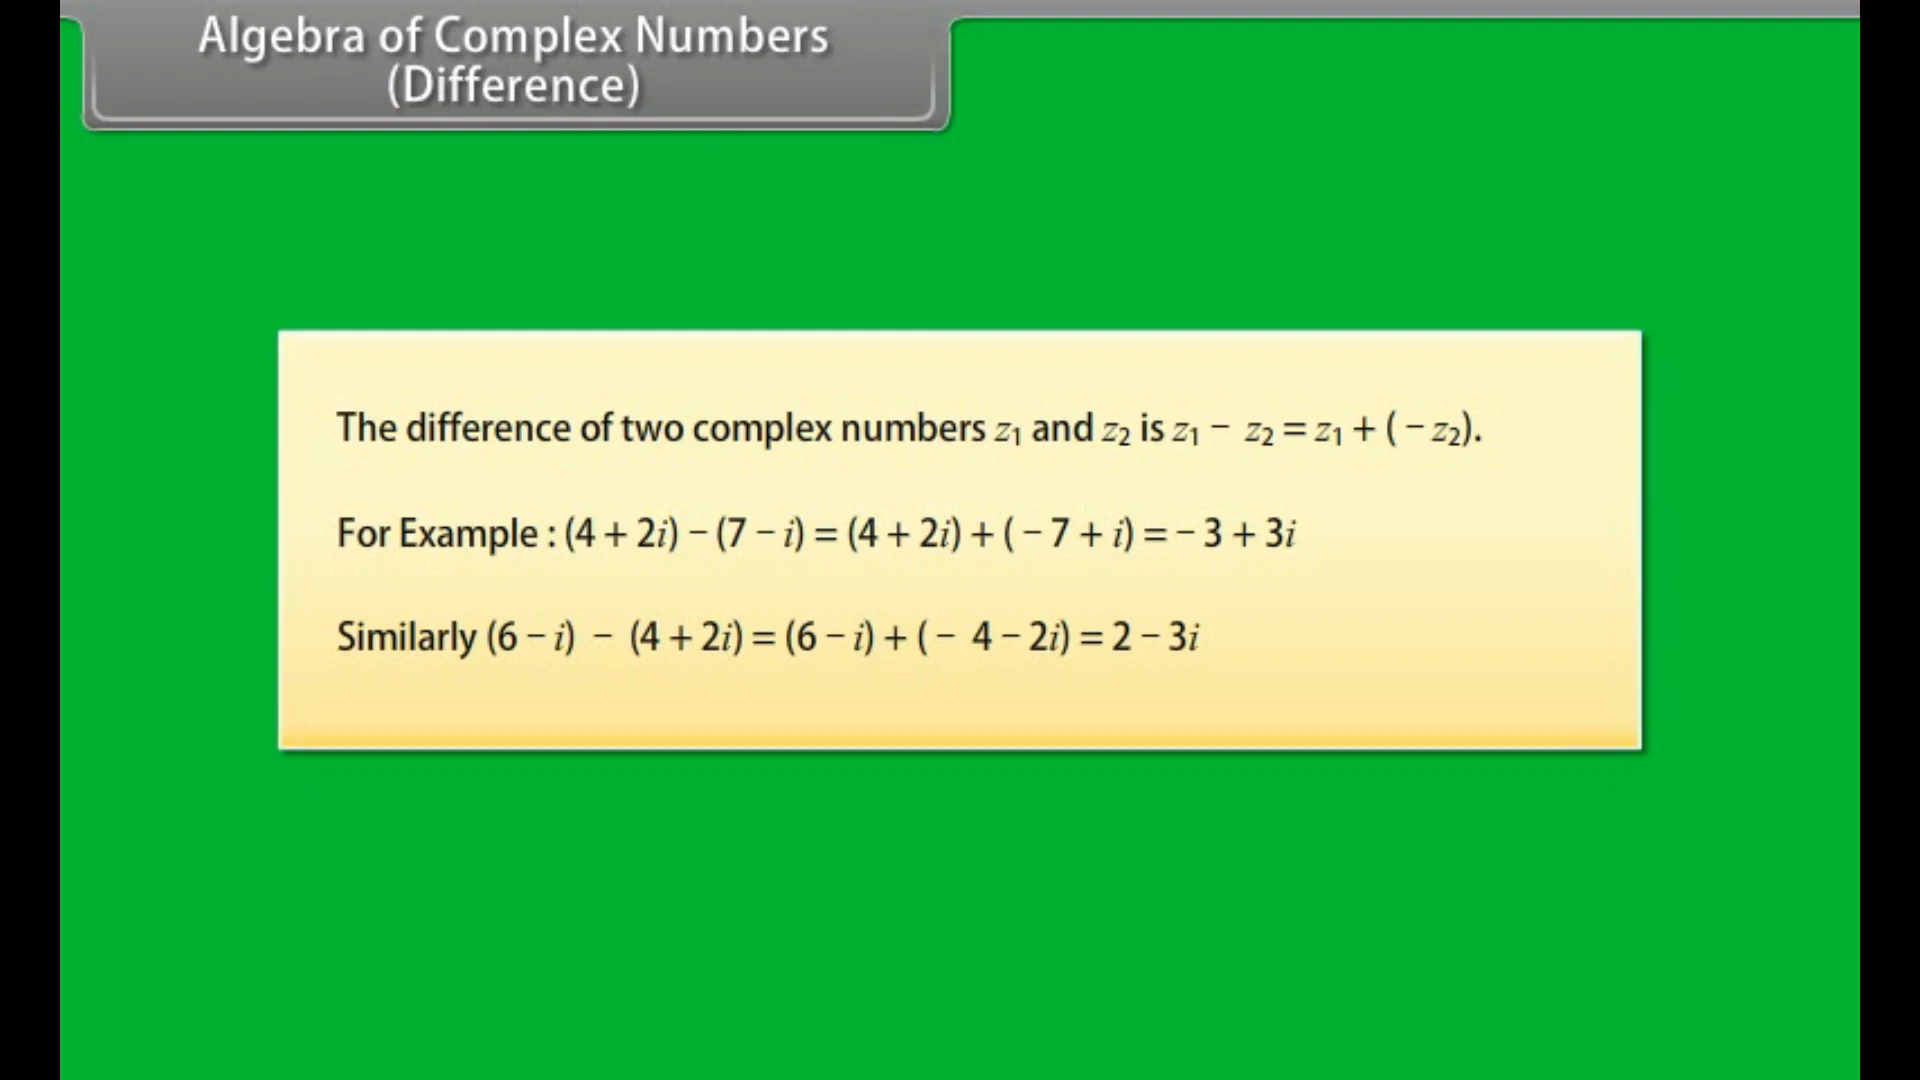 Algebra of Complex Numbers
(Difference)
The difference of two complex numbers z₁ and z₂ is z₁ − z₂ = z₁ + ( − z₂).
For Example : (4 + 2i) − (7 − i) = (4 + 2i) + ( − 7 + i) = − 3 + 3i
Similarly (6 − i) − (4 + 2i) = (6 − i) + ( − 4 − 2i) = 2 − 3i